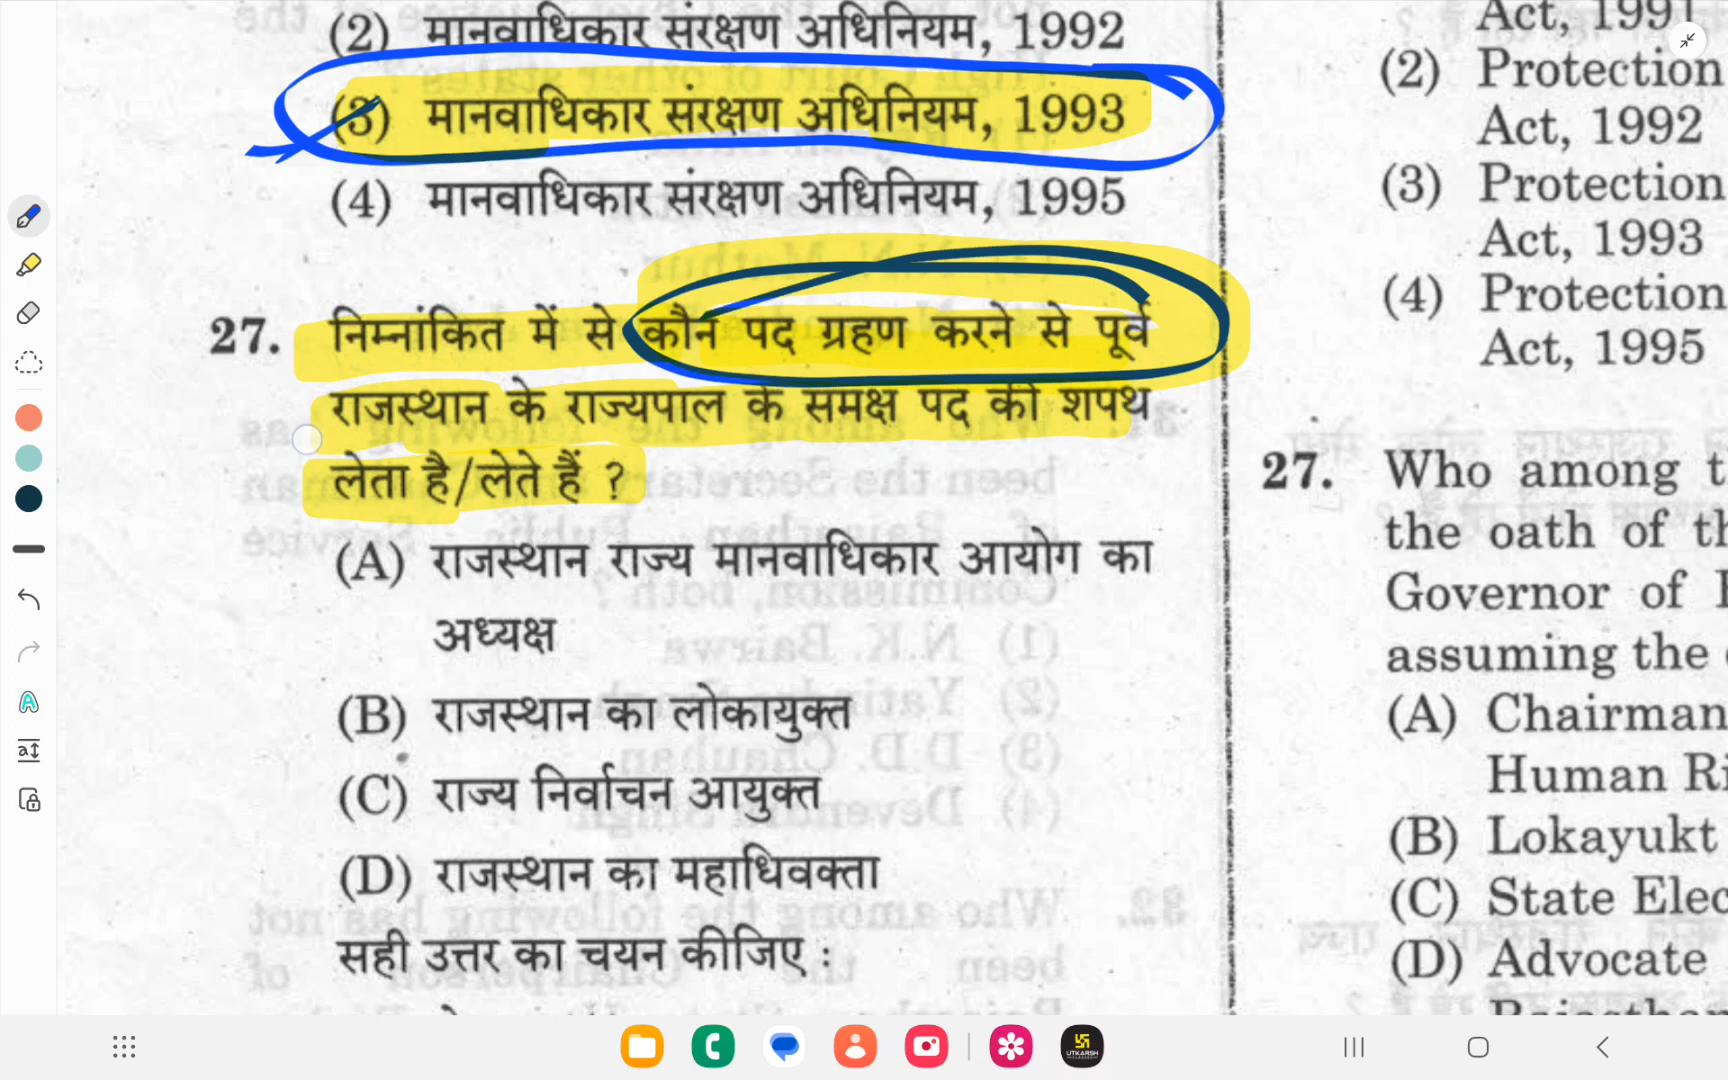 (2) मानवाधिकार संरक्षण अधिनियम, 1992
(3) मानवाधिकार संरक्षण अधिनियम, 1993
(4) मानवाधिकार संरक्षण अधिनियम, 1995
27. निम्नांकित में से कौन पद ग्रहण करने से पूर्व
राजस्थान के राज्यपाल के समक्ष पद की शपथ
लेता है/लेते हैं ?
(A) राजस्थान राज्य मानवाधिकार आयोग का
अध्यक्ष
(B) राजस्थान का लोकायुक्त
(C) राज्य निर्वाचन आयुक्त
(D) राजस्थान का महाधिवक्ता
सही उत्तर का चयन कीजिए :
Act, 1991
(2) Protection
Act, 1992
(3) Protection
Act, 1993
(4) Protection
Act, 1995
27. Who among t
the oath of th
Governor of
assuming the
(A) Chairman
Human Ri
(B) Lokayukt
(C) State Elec
(D) Advocate
UTKARSH